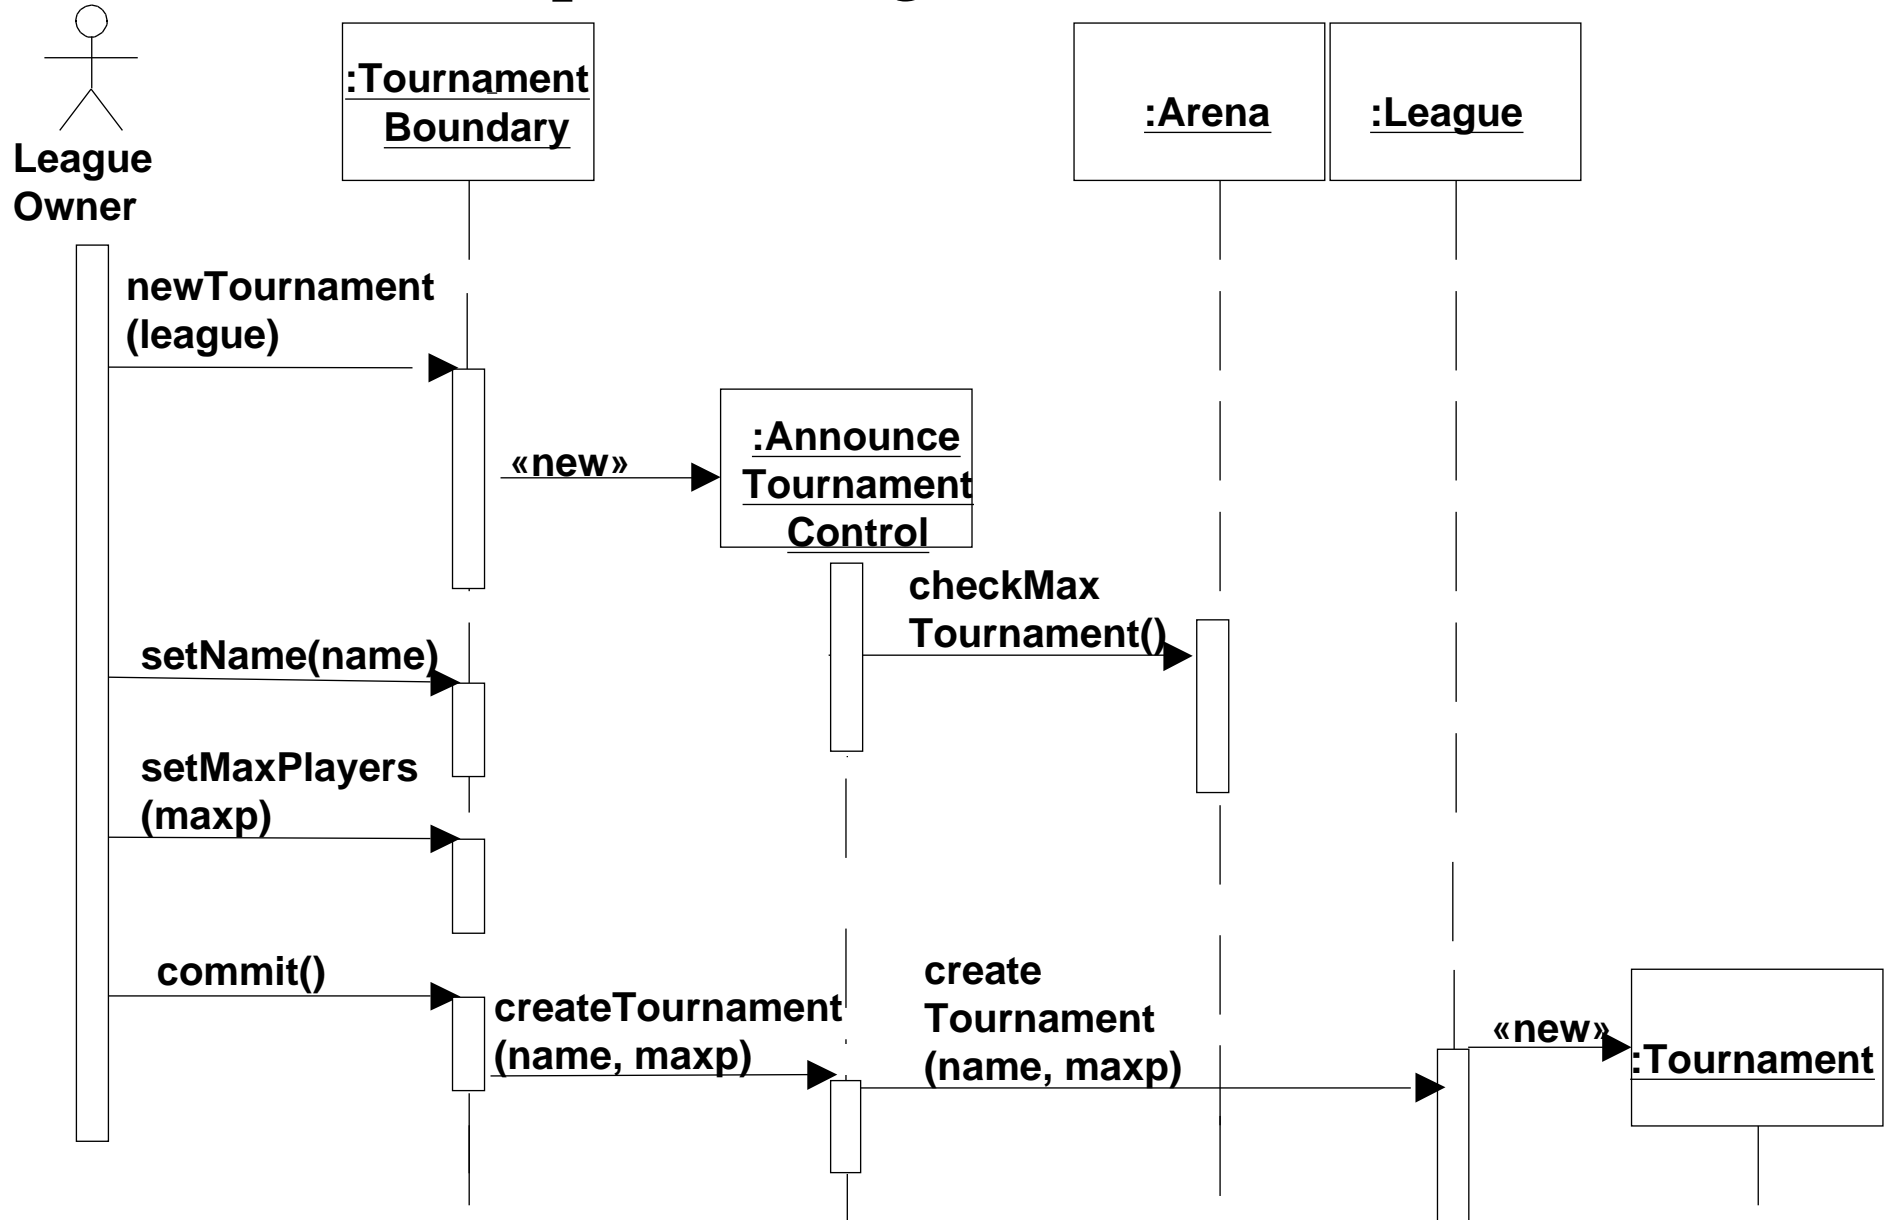 :Tournament
Boundary
:Arena
:League
League
Owner
newTournament
(league)
«new»
:Announce
Tournament
Control
checkMax
Tournament()
setName(name)
setMaxPlayers
(maxp)
commit()
createTournament
(name, maxp)
create
Tournament
(name, maxp)
«new»
:Tournament